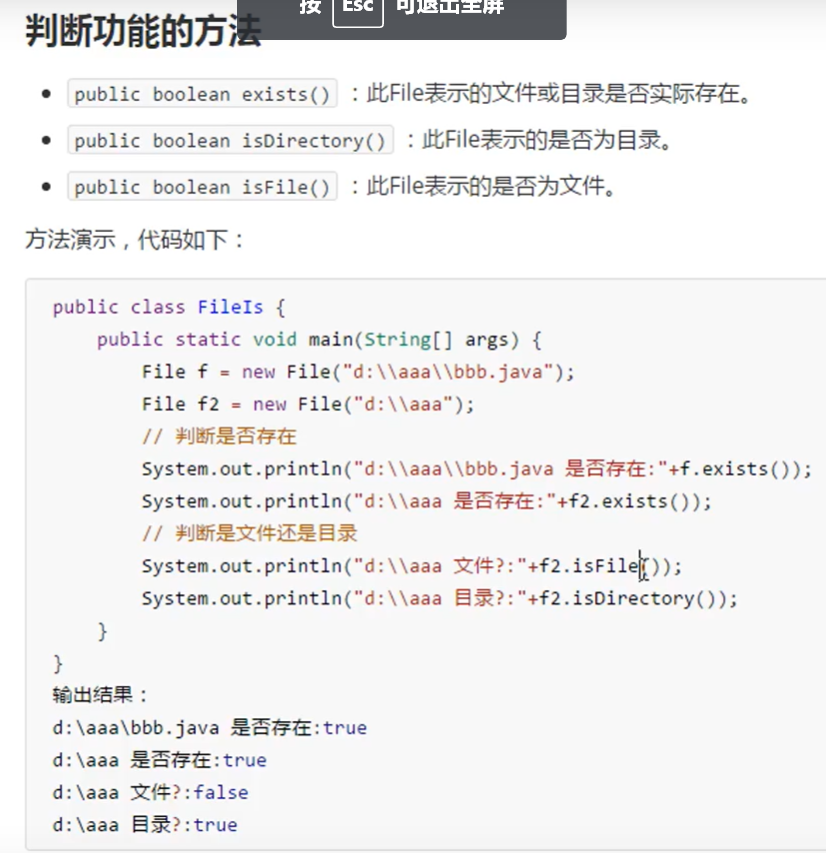 按 Esc 可退出全屏
判断功能的方法
• public boolean exists() ：此File表示的文件或目录是否实际存在。
• public boolean isDirectory() ：此File表示的是否为目录。
• public boolean isFile() ：此File表示的是否为文件。
方法演示，代码如下：
public class FileIs {
    public static void main(String[] args) {
        File f = new File("d:\\aaa\\bbb.java");
        File f2 = new File("d:\\aaa");
        // 判断是否存在
        System.out.println("d:\\aaa\\bbb.java 是否存在:"+f.exists());
        System.out.println("d:\\aaa 是否存在:"+f2.exists());
        // 判断是文件还是目录
        System.out.println("d:\\aaa 文件?:"+f2.isFile());
        System.out.println("d:\\aaa 目录?:"+f2.isDirectory());
    }
}
输出结果：
d:\aaa\bbb.java 是否存在:true
d:\aaa 是否存在:true
d:\aaa 文件?:false
d:\aaa 目录?:true